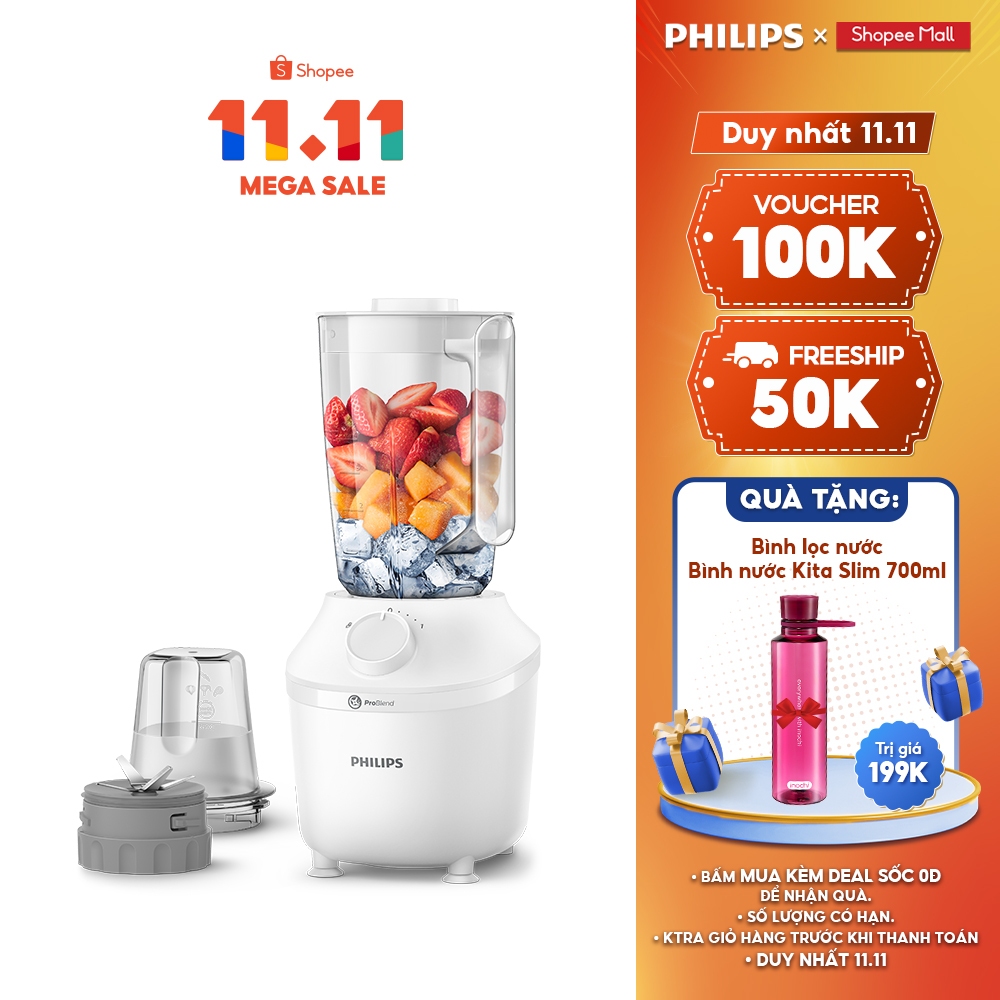 Shopee
11.11
MEGA SALE
PHILIPS × Shopee Mall
Duy nhất 11.11
VOUCHER
100K
FREESHIP
50K
QUÀ TẶNG:
Bình lọc nước
Bình nước Kita Slim 700ml
inochi
Trị giá
199K
ProBlend
PHILIPS
• BẤM MUA KÈM DEAL SỐC 0Đ
ĐỂ NHẬN QUÀ.
• SỐ LƯỢNG CÓ HẠN.
• KTRA GIỎ HÀNG TRƯỚC KHI THANH TOÁN
• DUY NHẤT 11.11